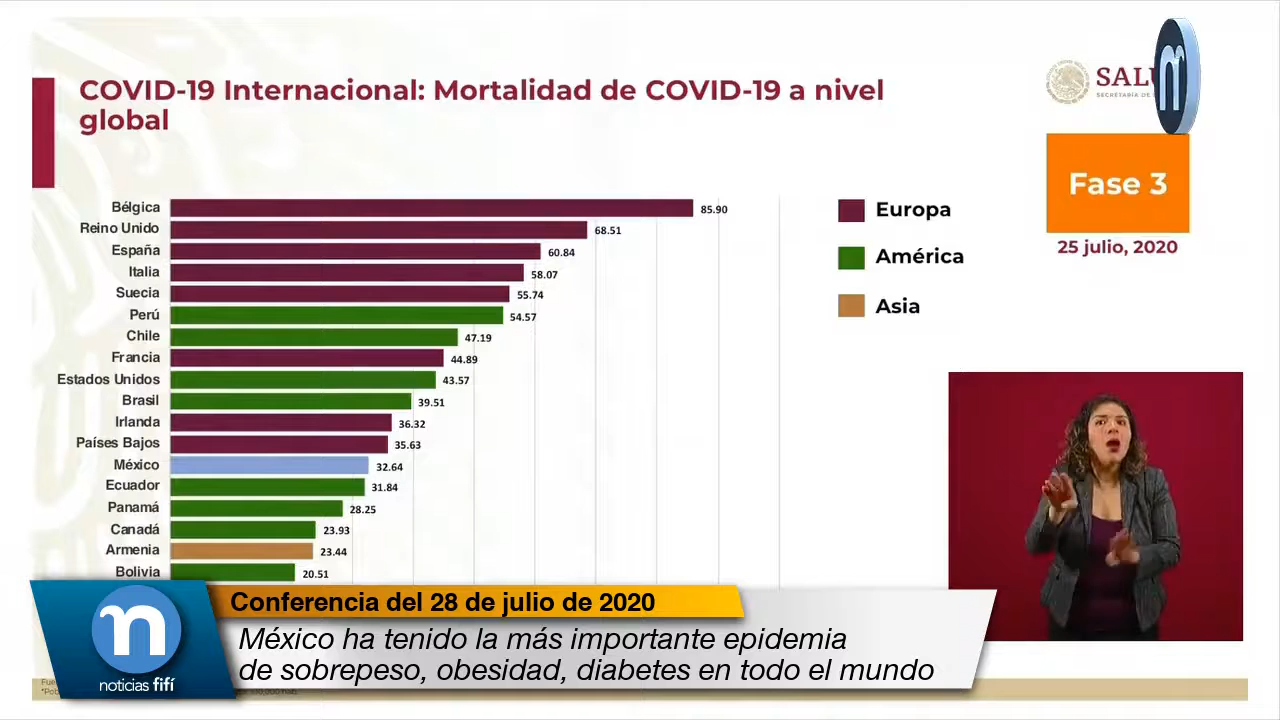 COVID-19 Internacional: Mortalidad de COVID-19 a nivel
global
SALU
SECRETARÍA DE
Fase 3
25 julio, 2020
Bélgica 85.90
Reino Unido 68.51
España 60.84
Italia 58.07
Suecia 55.74
Perú 54.57
Chile 47.19
Francia 44.89
Estados Unidos 43.57
Brasil 39.51
Irlanda 36.32
Países Bajos 35.63
México 32.64
Ecuador 31.84
Panamá 28.25
Canadá 23.93
Armenia 23.44
Bolivia 20.51
Europa
América
Asia
Conferencia del 28 de julio de 2020
México ha tenido la más importante epidemia
de sobrepeso, obesidad, diabetes en todo el mundo
n
noticias fifí